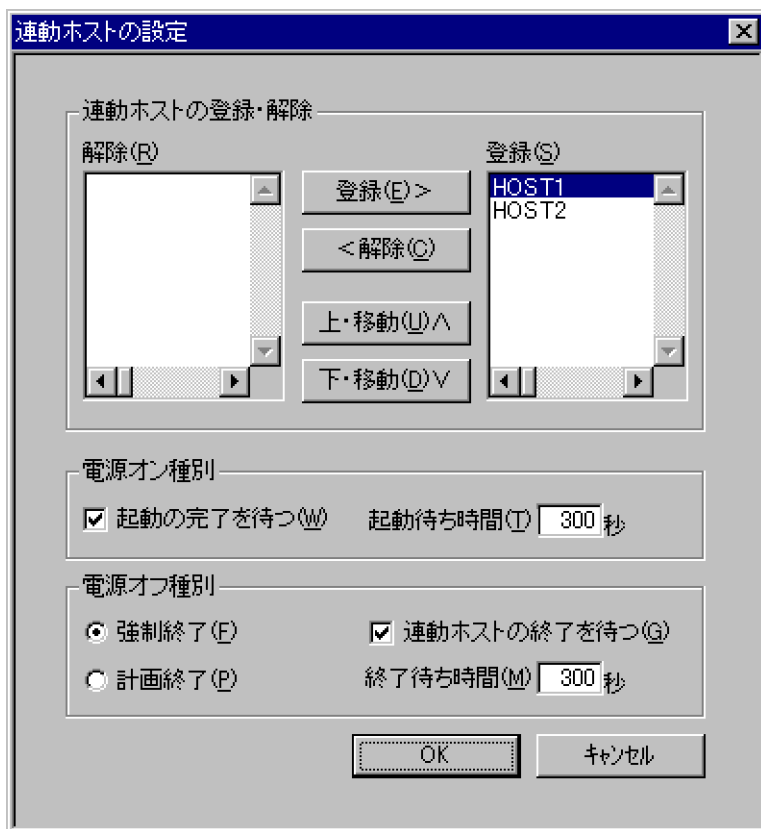 連動ホストの設定
連動ホストの登録・解除
解除(R)
登録(S)
登録(E)>
<解除(C)
上・移動(U)∧
下・移動(D)∨
HOST1
HOST2
電源オン種別
起動の完了を待つ(W) 起動待ち時間(T) 300 秒
電源オフ種別
強制終了(F) 連動ホストの終了を待つ(G)
計画終了(P) 終了待ち時間(M) 300 秒
OK キャンセル